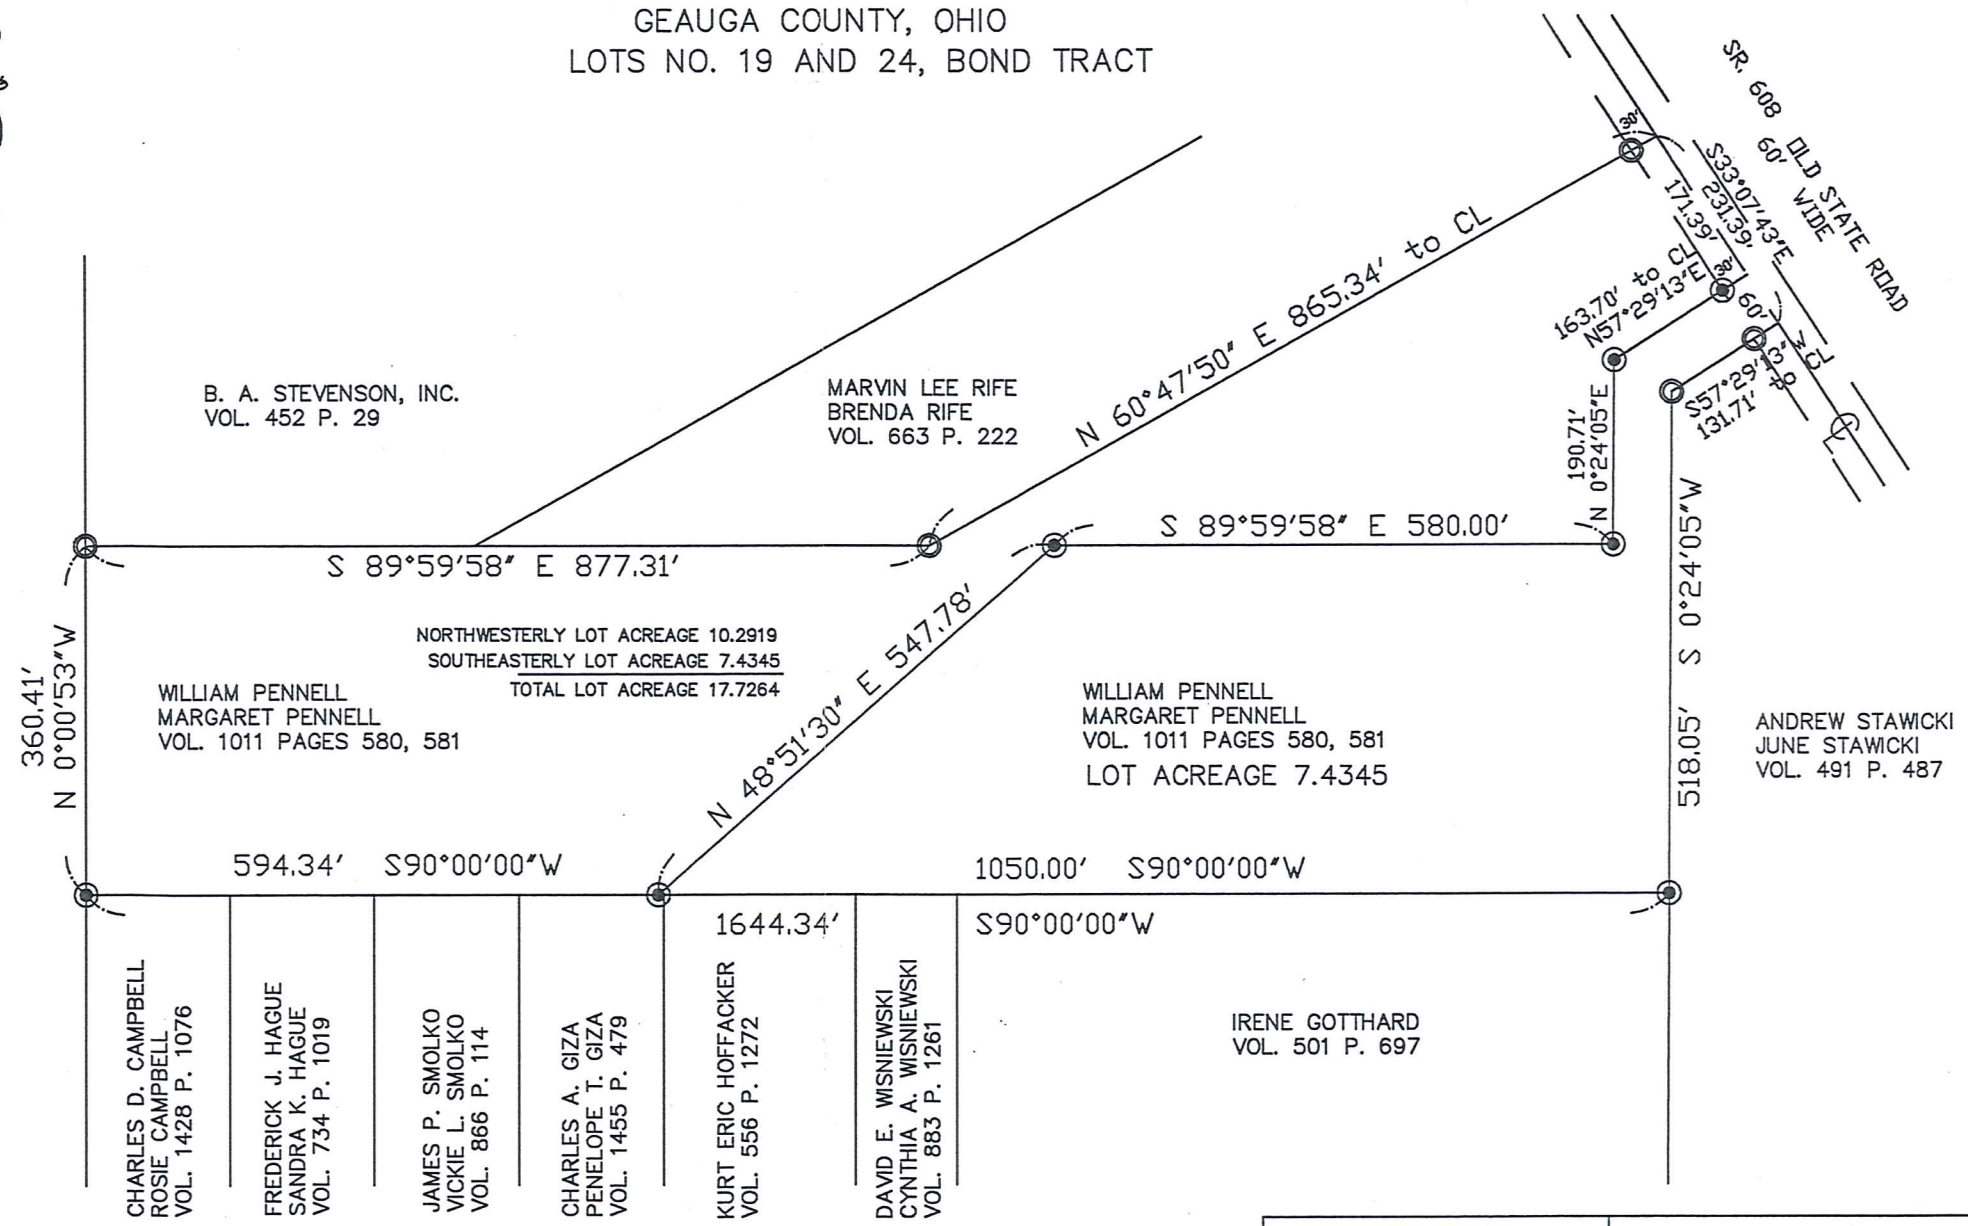 GEAUGA COUNTY, OHIO
LOTS NO. 19 AND 24, BOND TRACT
SR. 608 OLD STATE ROAD
60' WIDE
30'
S33°07'43"E
231.39'
171.39'
163.70' to CL
N57°29'13"E
30'
60'
S57°29'13"W
131.71' to CL
N 60°47'50" E 865.34' to CL
B. A. STEVENSON, INC.
VOL. 452 P. 29
MARVIN LEE RIFE
BRENDA RIFE
VOL. 663 P. 222
190.71'
N 0°24'05"E
S 89°59'58" E 877.31'
S 89°59'58" E 580.00'
518.05' S 0°24'05"W
360.41'
N 0°00'53"W
NORTHWESTERLY LOT ACREAGE 10.2919
SOUTHEASTERLY LOT ACREAGE 7.4345
TOTAL LOT ACREAGE 17.7264
N 48°51'30" E 547.78'
WILLIAM PENNELL
MARGARET PENNELL
VOL. 1011 PAGES 580, 581
WILLIAM PENNELL
MARGARET PENNELL
VOL. 1011 PAGES 580, 581
LOT ACREAGE 7.4345
ANDREW STAWICKI
JUNE STAWICKI
VOL. 491 P. 487
594.34' S90°00'00"W
1050.00' S90°00'00"W
1644.34' S90°00'00"W
CHARLES D. CAMPBELL
ROSIE CAMPBELL
VOL. 1428 P. 1076
FREDERICK J. HAGUE
SANDRA K. HAGUE
VOL. 734 P. 1019
JAMES P. SMOLKO
VICKIE L. SMOLKO
VOL. 866 P. 114
CHARLES A. GIZA
PENELOPE T. GIZA
VOL. 1455 P. 479
KURT ERIC HOFFACKER
VOL. 556 P. 1272
DAVID E. WISNIEWSKI
CYNTHIA A. WISNIEWSKI
VOL. 883 P. 1261
IRENE GOTTHARD
VOL. 501 P. 697